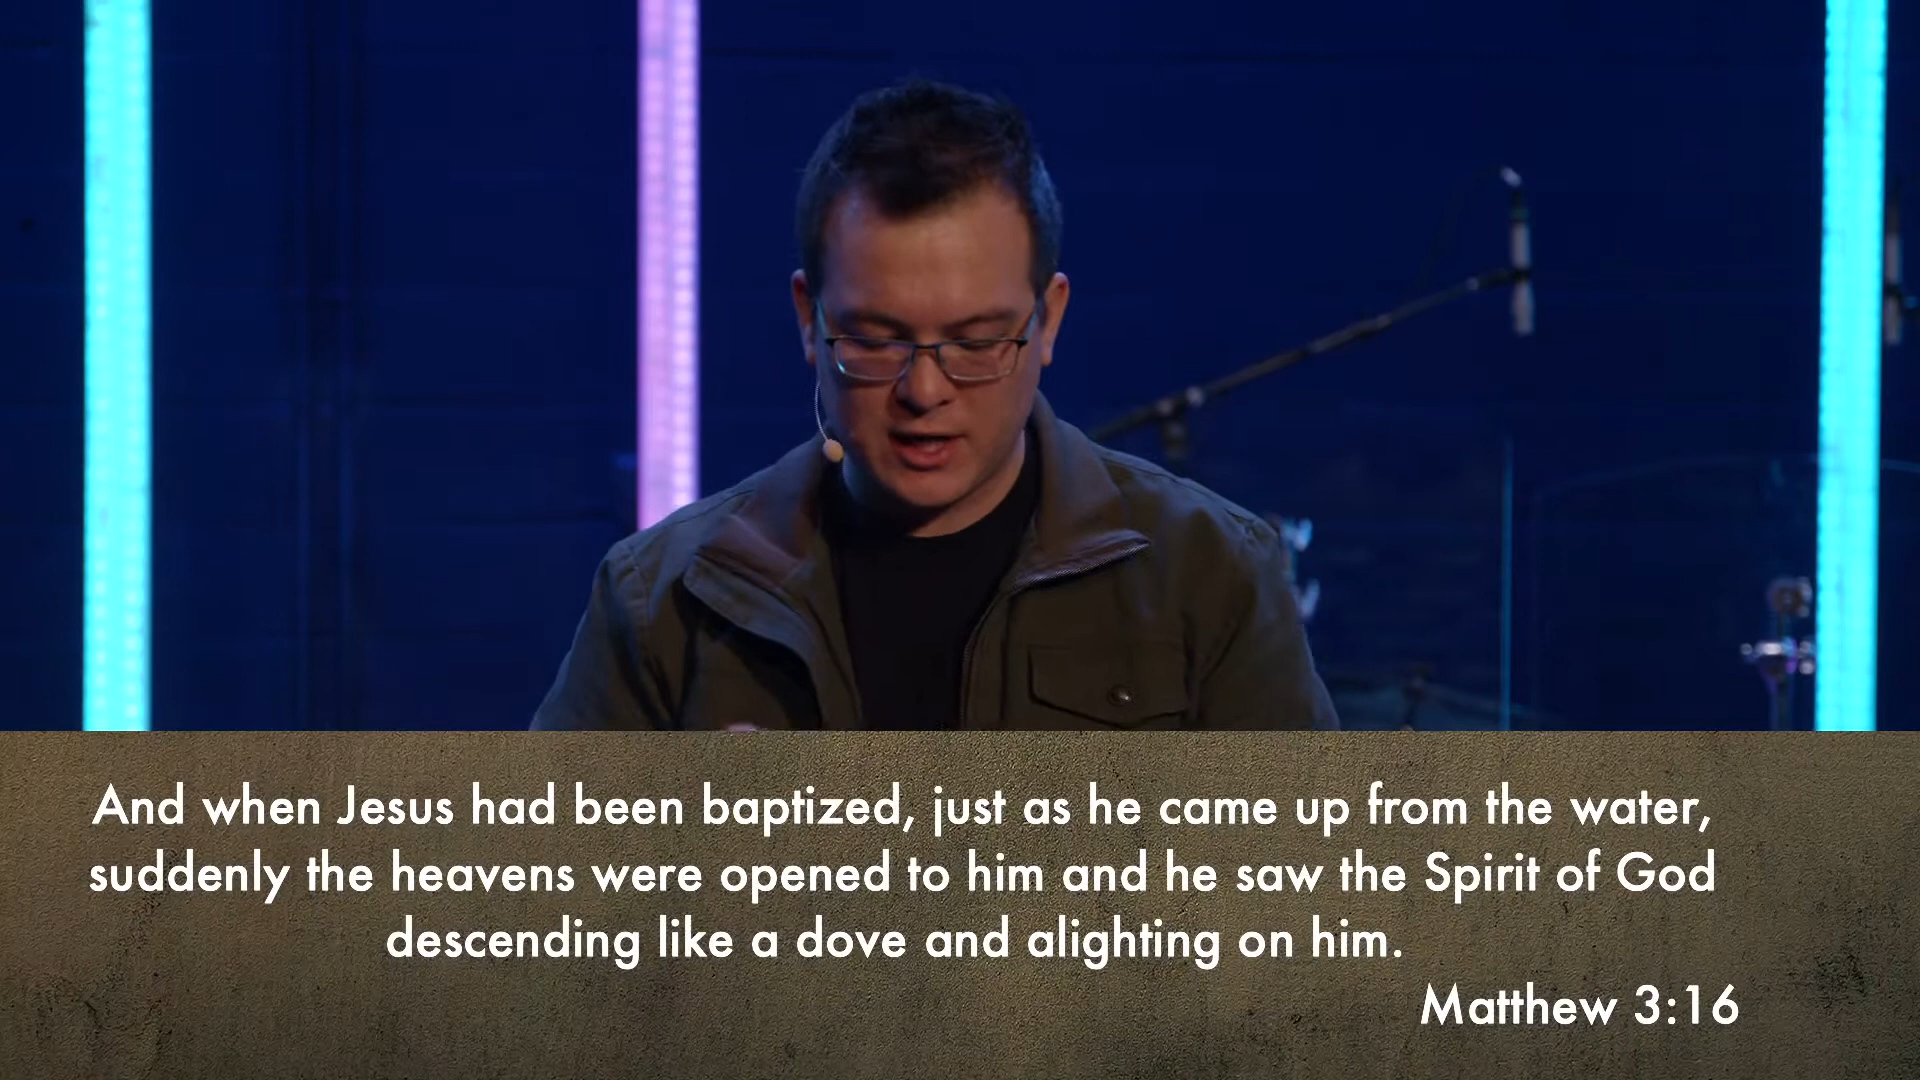 And when Jesus had been baptized, just as he came up from the water,
suddenly the heavens were opened to him and he saw the Spirit of God
descending like a dove and alighting on him.
Matthew 3:16